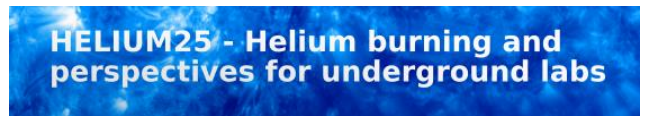 HELIUM25 - Helium burning and
perspectives for underground labs